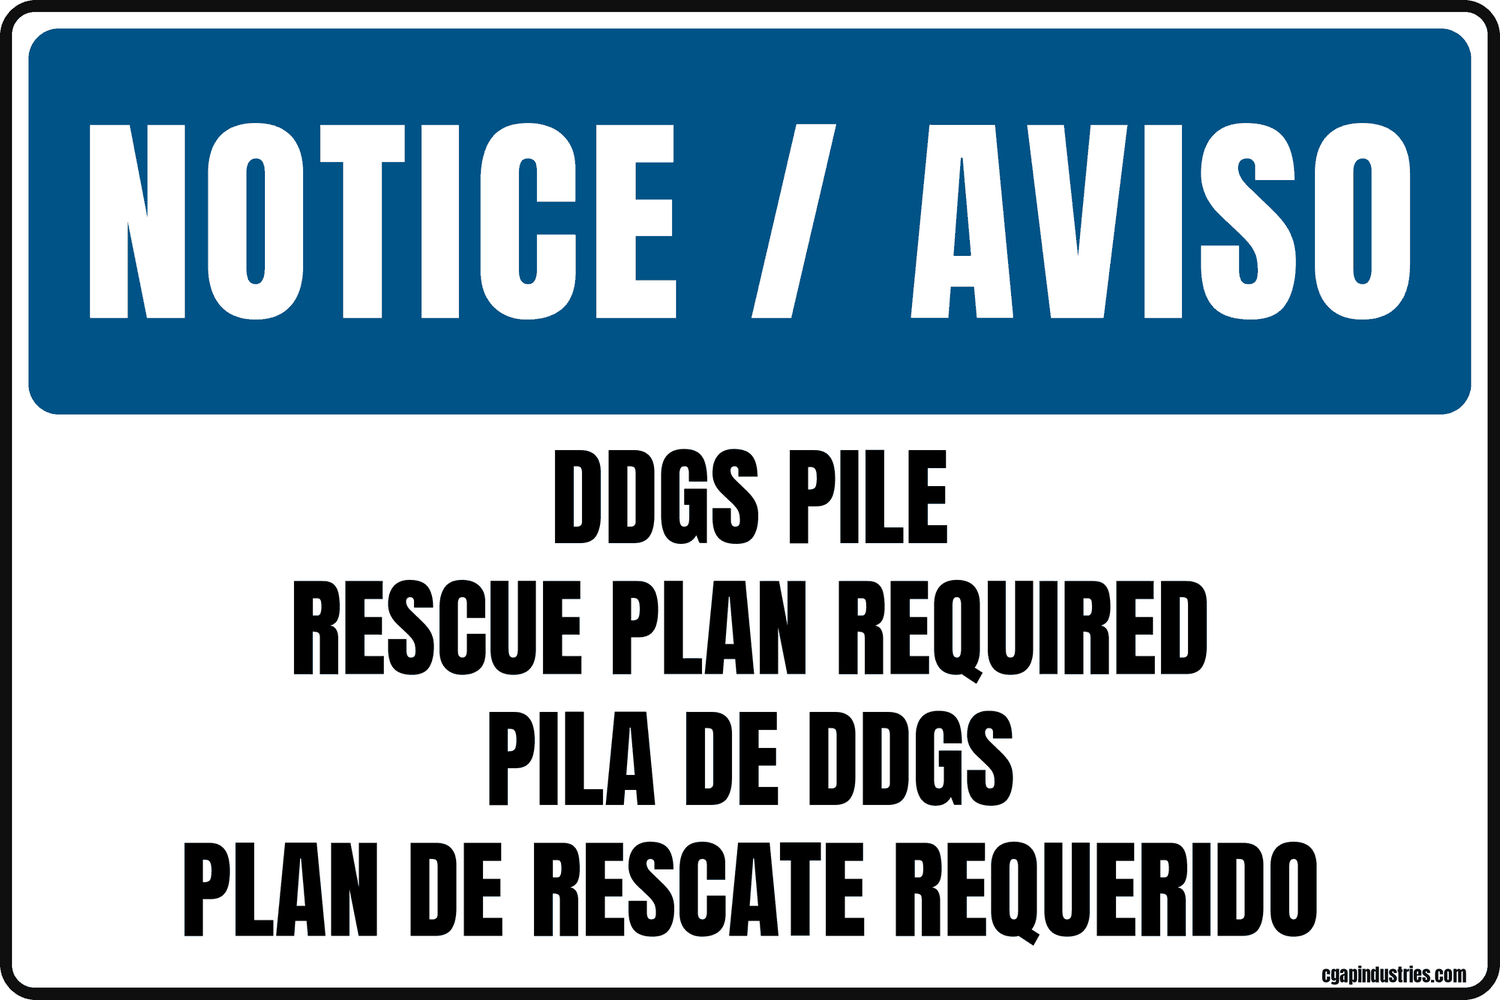 NOTICE / AVISO
DDGS PILE
RESCUE PLAN REQUIRED
PILA DE DDGS
PLAN DE RESCATE REQUERIDO
cgapindustries.com